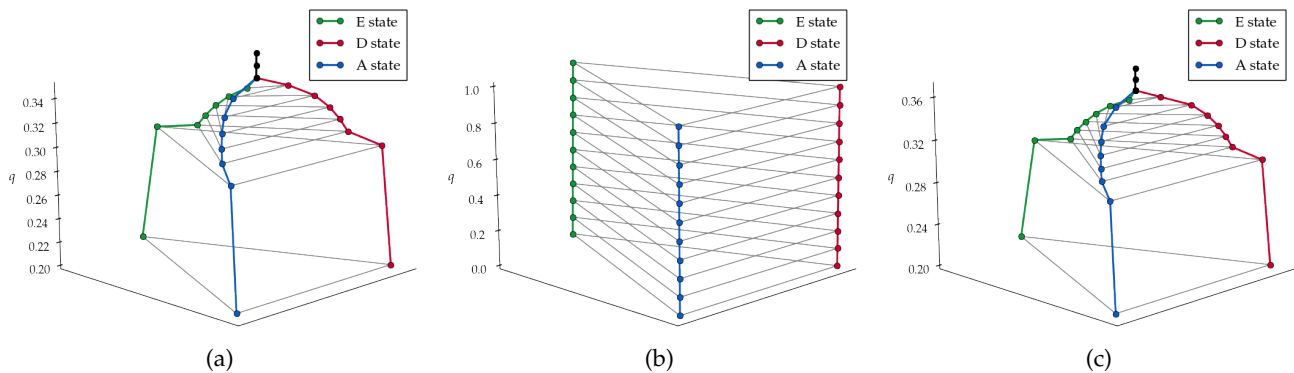 E state
D state
A state
0.34
0.32
0.30
q
0.28
0.26
0.24
0.22
0.20
(a)
E state
D state
A state
1.0
0.8
0.6
q
0.4
0.2
0.0
(b)
E state
D state
A state
0.36
0.32
q
0.28
0.24
0.20
(c)